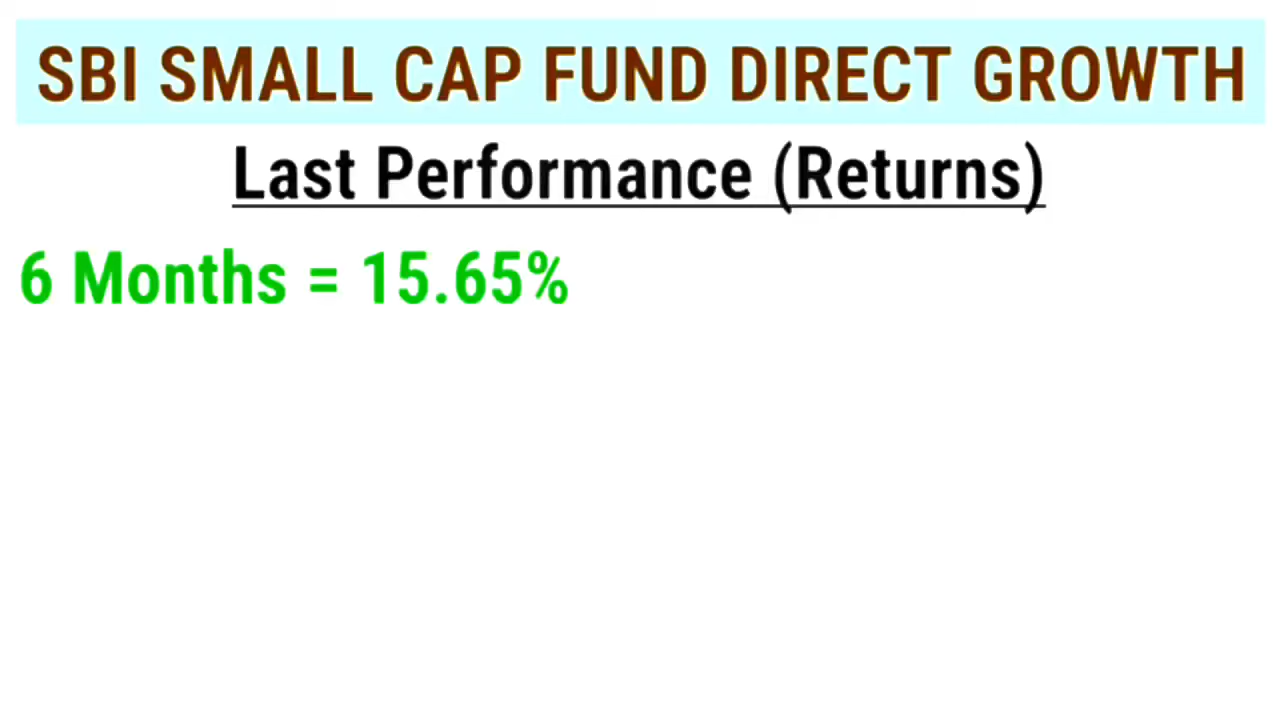 SBI SMALL CAP FUND DIRECT GROWTH
Last Performance (Returns)
6 Months = 15.65%